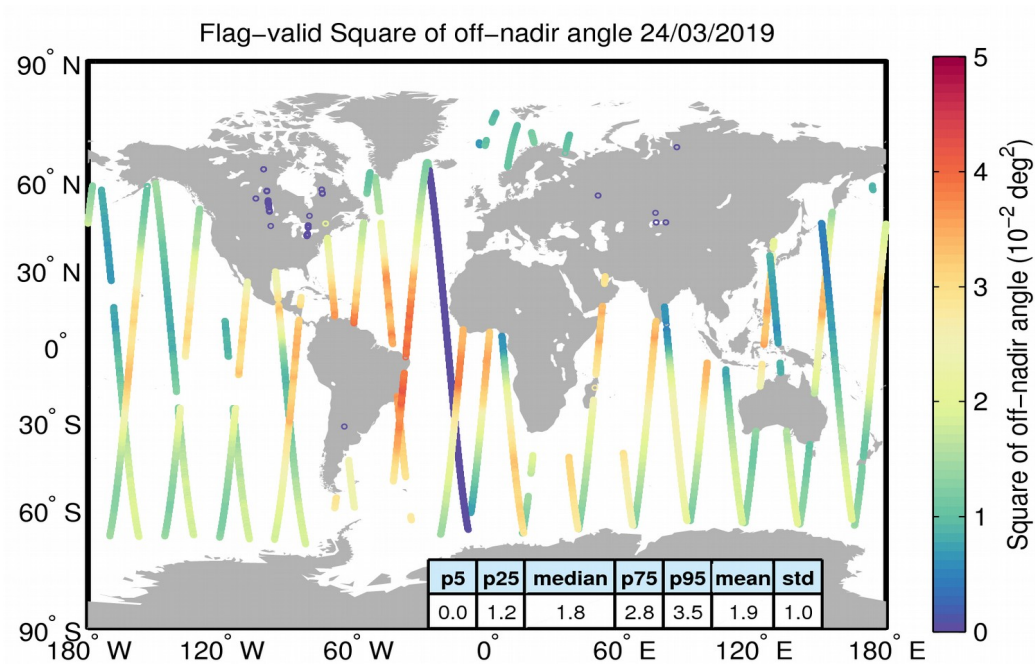 Flag-valid Square of off-nadir angle 24/03/2019
90° N
60° N
30° N
0°
30° S
60° S
90° S
180° W
120° W
60° W
0°
60° E
120° E
180° E
5
4
3
2
1
0
Square of off-nadir angle (10⁻² deg²)
p5 p25 median p75 p95 mean std
0.0 1.2 1.8 2.8 3.5 1.9 1.0